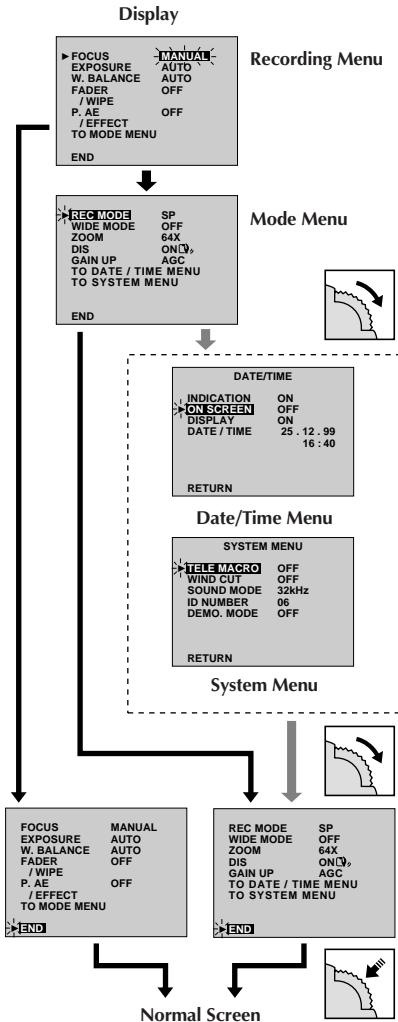 Display
►FOCUS MANUAL
EXPOSURE AUTO
W. BALANCE AUTO
FADER OFF
/ WIPE
P. AE OFF
/ EFFECT
TO MODE MENU
END
Recording Menu
►REC MODE SP
WIDE MODE OFF
ZOOM 64X
DIS ON
GAIN UP AGC
TO DATE / TIME MENU
TO SYSTEM MENU
END
Mode Menu
DATE/TIME
INDICATION ON
►ON SCREEN OFF
DISPLAY ON
DATE / TIME 25 . 12 . 99
16 : 40
RETURN
Date/Time Menu
SYSTEM MENU
►TELE MACRO OFF
WIND CUT OFF
SOUND MODE 32kHz
ID NUMBER 06
DEMO. MODE OFF
RETURN
System Menu
FOCUS MANUAL
EXPOSURE AUTO
W. BALANCE AUTO
FADER OFF
/ WIPE
P. AE OFF
/ EFFECT
TO MODE MENU
►END
REC MODE SP
WIDE MODE OFF
ZOOM 64X
DIS ON
GAIN UP AGC
TO DATE / TIME MENU
TO SYSTEM MENU
►END
Normal Screen